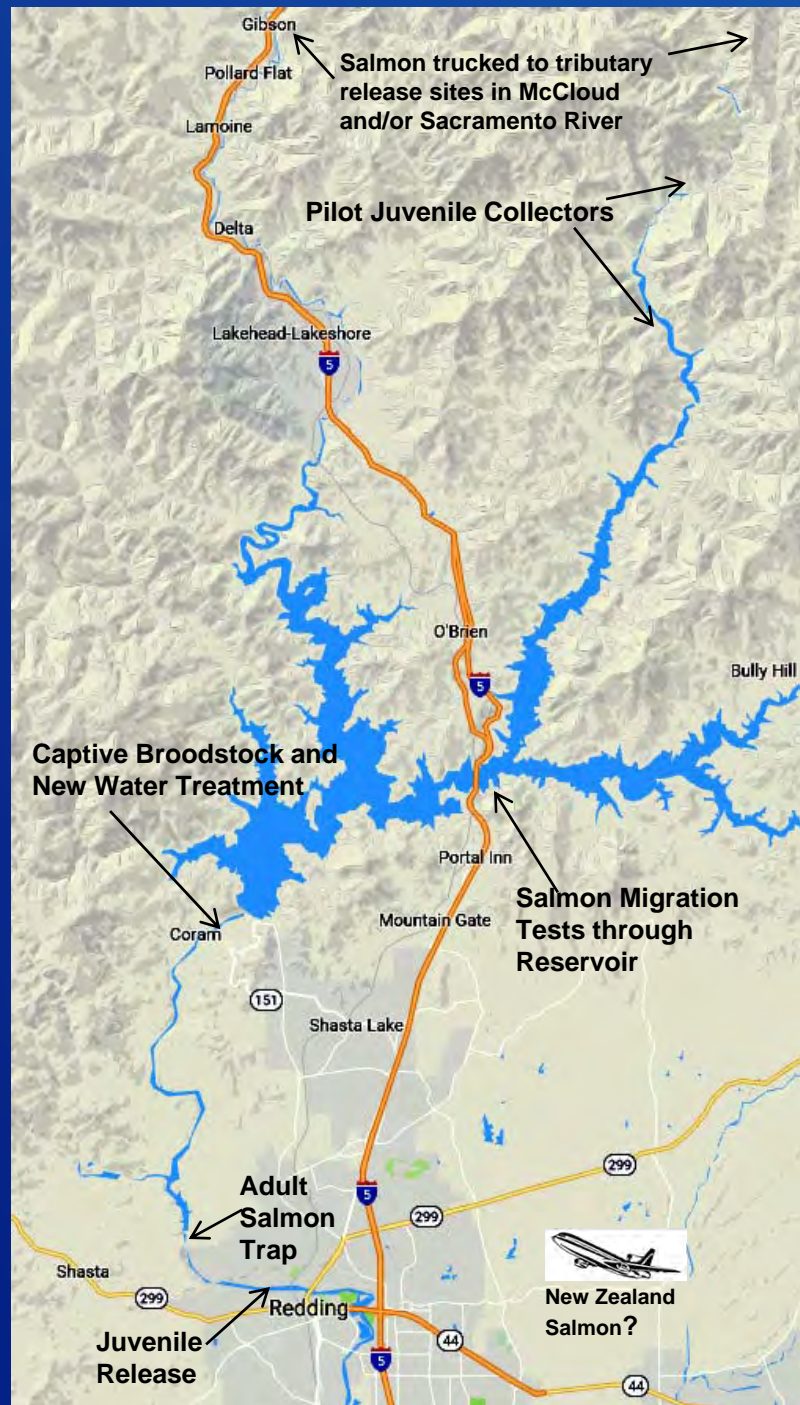 Gibson
Salmon trucked to tributary
release sites in McCloud
and/or Sacramento River
Pollard Flat
Lamoine
Pilot Juvenile Collectors
Delta
Lakehead-Lakeshore
5
O'Brien
Bully Hill
5
Captive Broodstock and
New Water Treatment
Portal Inn
Salmon Migration
Tests through
Reservoir
Mountain Gate
Coram
151
Shasta Lake
299
Adult
Salmon
Trap
5
299
Shasta
299
New Zealand
Salmon?
Redding
Juvenile
Release
44
5
44